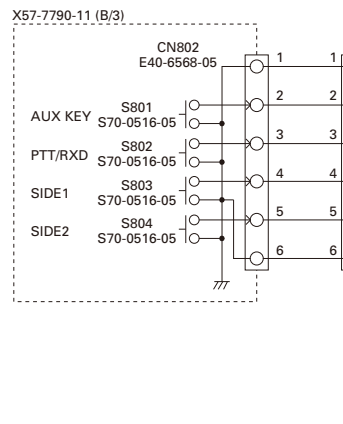 X57-7790-11 (B/3)
CN802
E40-6568-05
1 1
2 2
AUX KEY S801
S70-0516-05
3 3
PTT/RXD S802
S70-0516-05
4 4
SIDE1 S803
S70-0516-05
5 5
SIDE2 S804
S70-0516-05
6 6